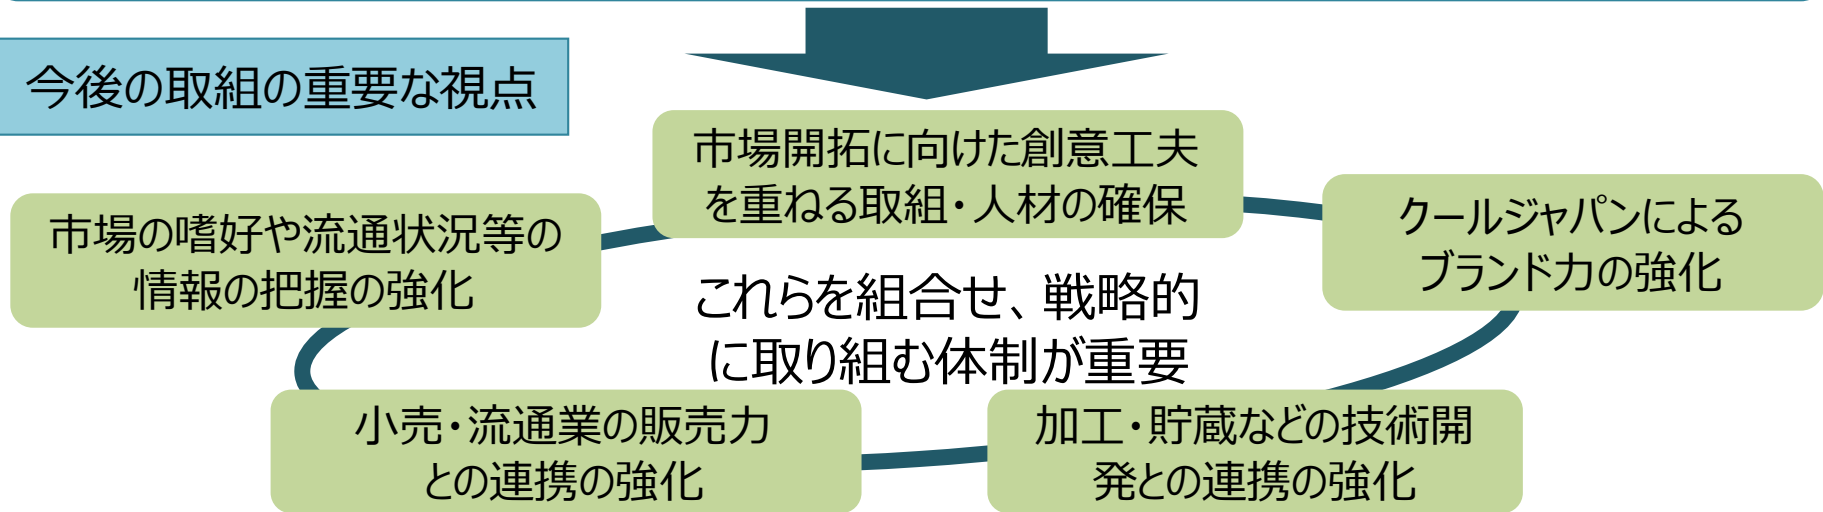 今後の取組の重要な視点
市場開拓に向けた創意工夫
を重ねる取組・人材の確保
クールジャパンによる
ブランド力の強化
市場の嗜好や流通状況等の
情報の把握の強化
これらを組合せ、戦略的
に取り組む体制が重要
小売・流通業の販売力
との連携の強化
加工・貯蔵などの技術開
発との連携の強化